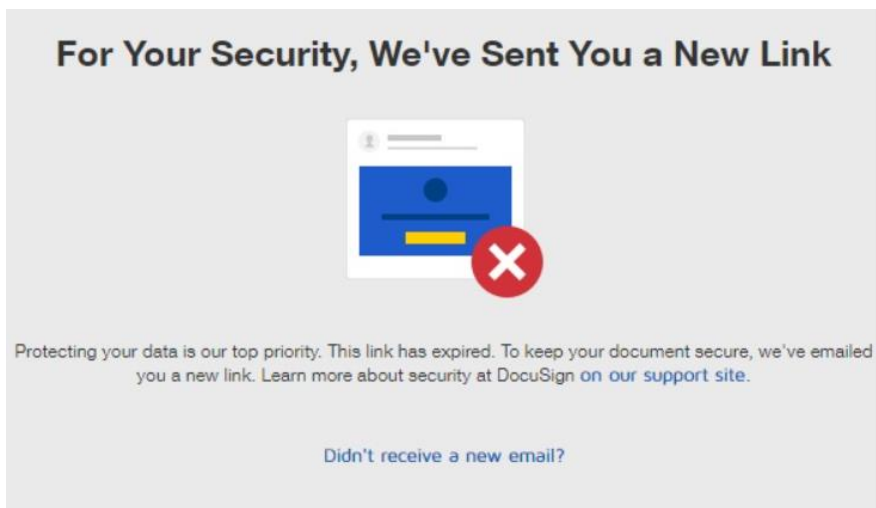 For Your Security, We've Sent You a New Link
Protecting your data is our top priority. This link has expired. To keep your document secure, we've emailed
you a new link. Learn more about security at DocuSign on our support site.
Didn't receive a new email?